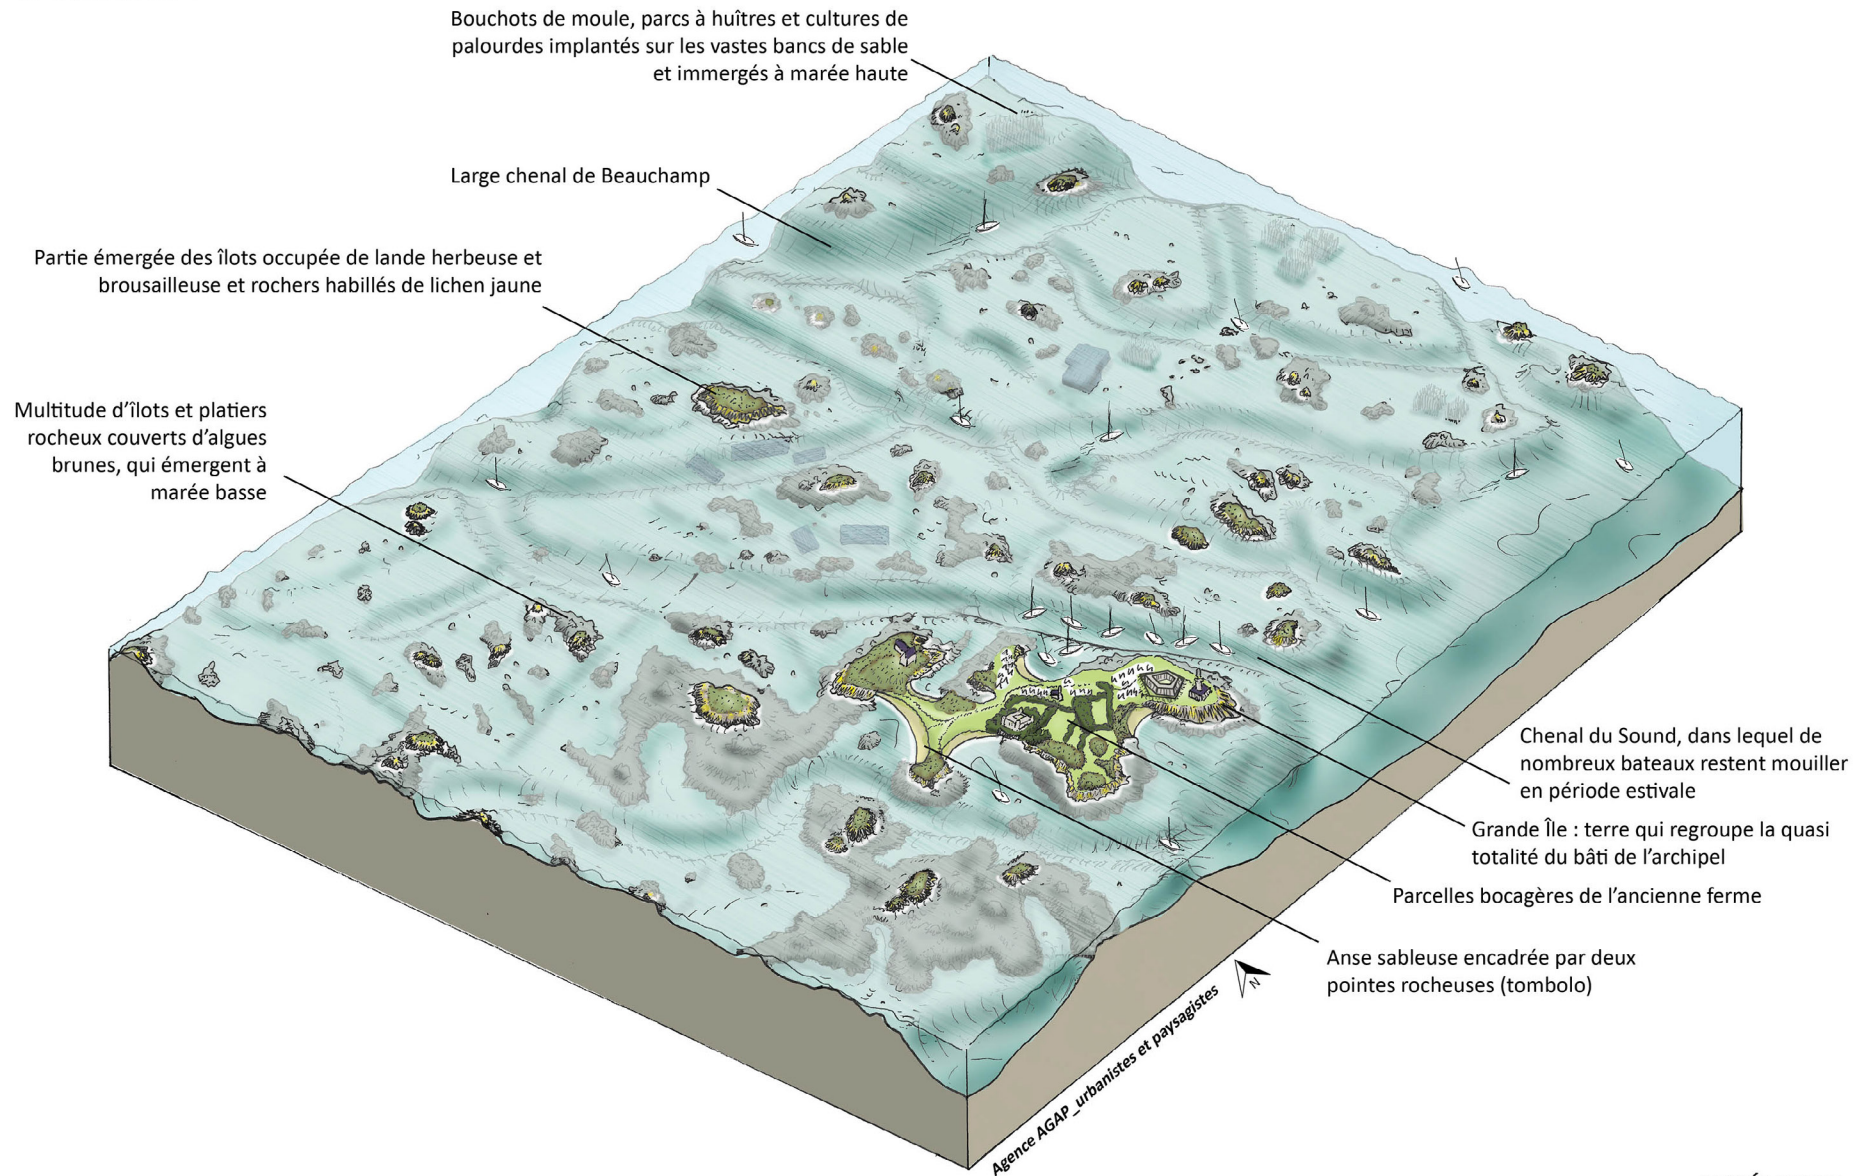 Bouchots de moule, parcs à huîtres et cultures de
palourdes implantés sur les vastes bancs de sable
et immergés à marée haute
Large chenal de Beauchamp
Partie émergée des îlots occupée de lande herbeuse et
brousailleuse et rochers habillés de lichen jaune
Multitude d’îlots et platiers
rocheux couverts d’algues
brunes, qui émergent à
marée basse
Chenal du Sound, dans lequel de
nombreux bateaux restent mouiller
en période estivale
Grande Île : terre qui regroupe la quasi
totalité du bâti de l’archipel
Parcelles bocagères de l’ancienne ferme
Anse sableuse encadrée par deux
pointes rocheuses (tombolo)
N
Agence AGAP_urbanistes et paysagistes